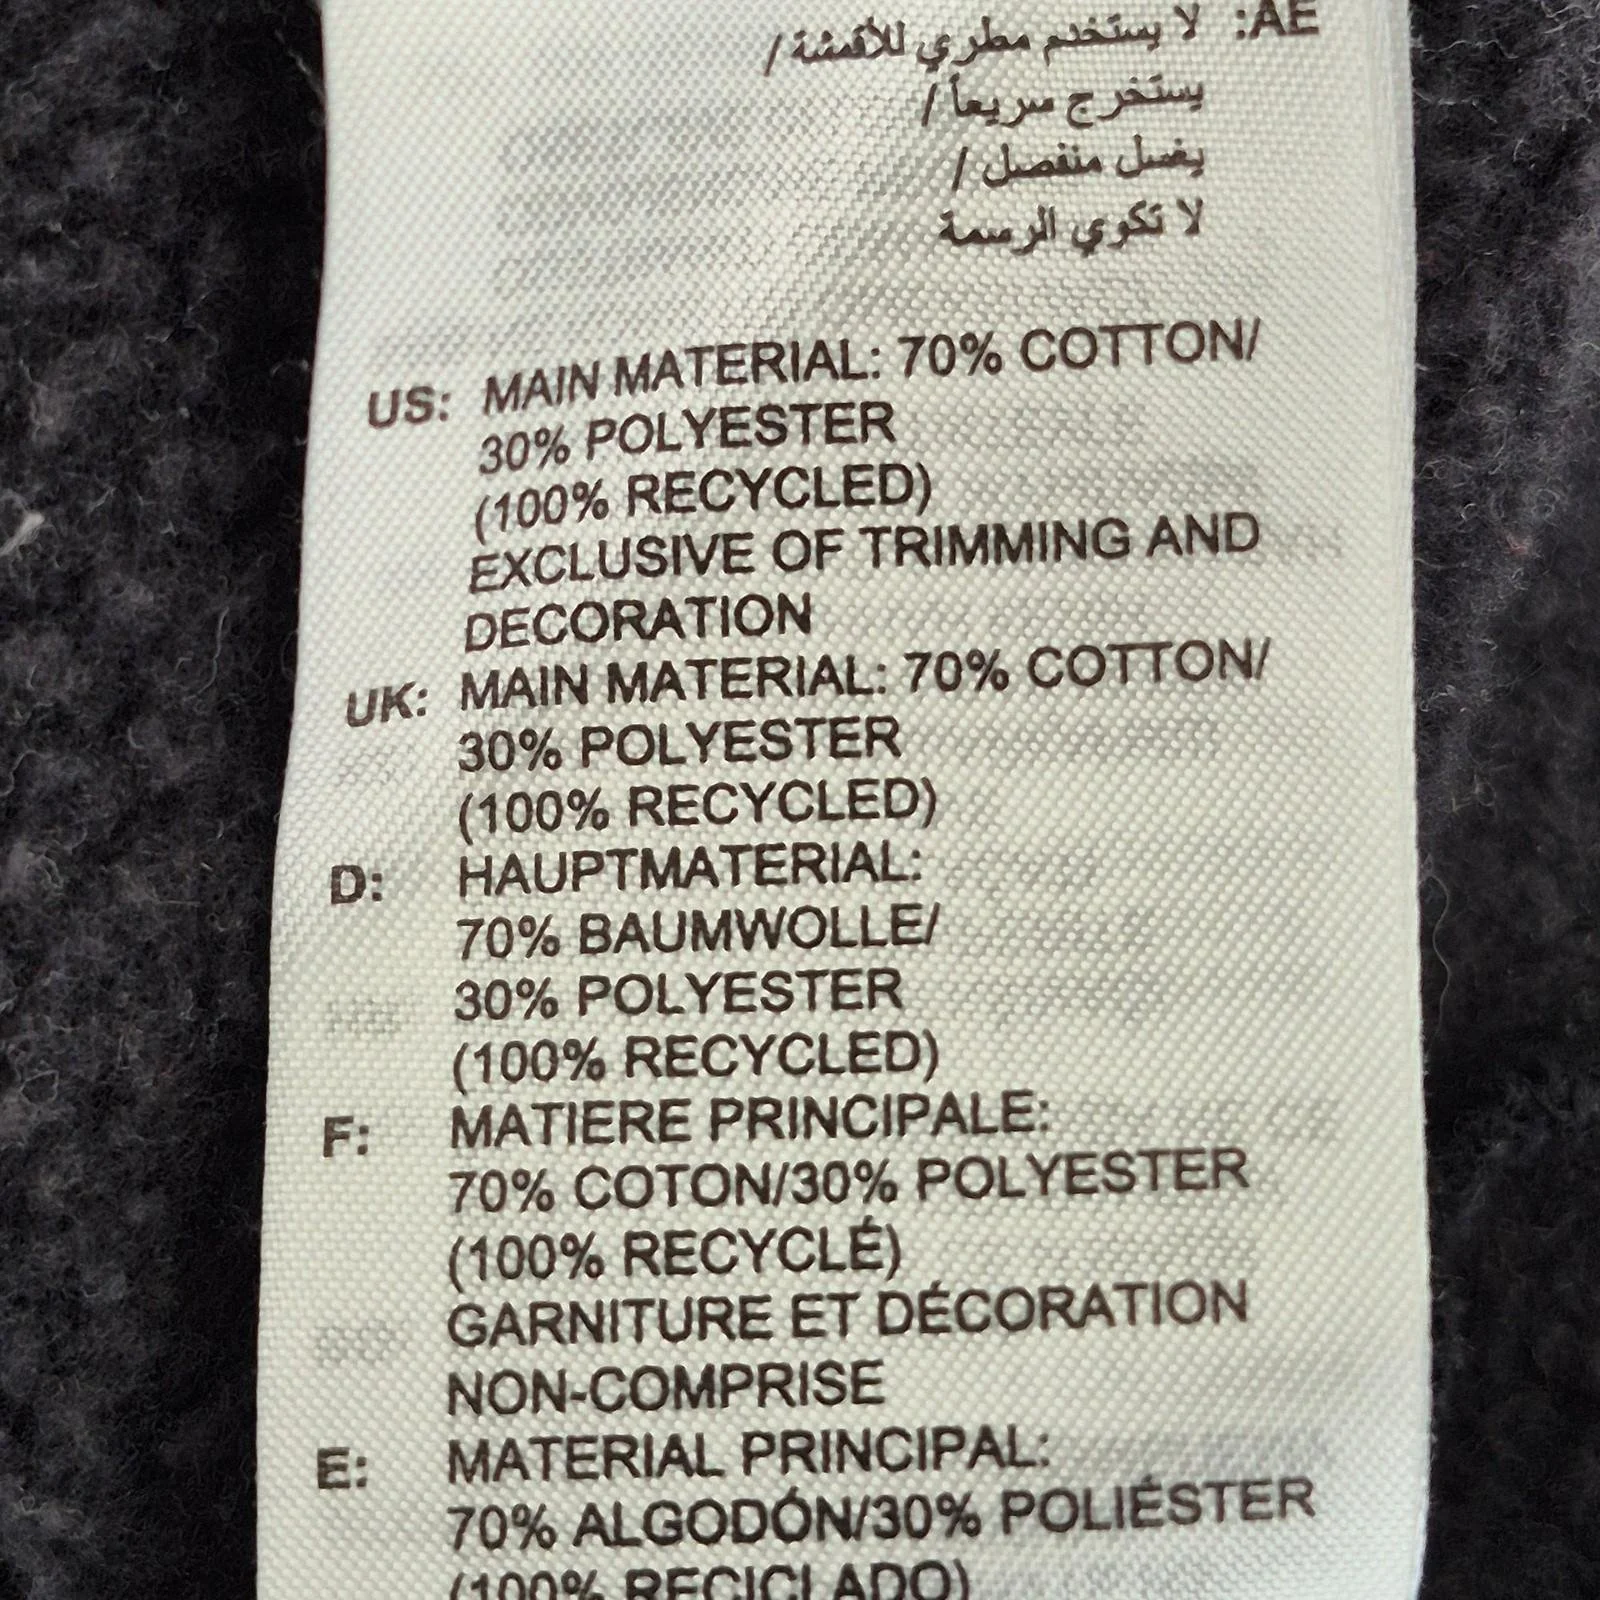 AE: لا يستخدم مطري للأقمشة/
يستخرج سريعاً/
يغسل منفصل/
لا تكوي الرسمة
US: MAIN MATERIAL: 70% COTTON/
30% POLYESTER
(100% RECYCLED)
EXCLUSIVE OF TRIMMING AND
DECORATION
UK: MAIN MATERIAL: 70% COTTON/
30% POLYESTER
(100% RECYCLED)
D: HAUPTMATERIAL:
70% BAUMWOLLE/
30% POLYESTER
(100% RECYCLED)
F: MATIERE PRINCIPALE:
70% COTON/30% POLYESTER
(100% RECYCLÉ)
GARNITURE ET DÉCORATION
NON-COMPRISE
E: MATERIAL PRINCIPAL:
70% ALGODÓN/30% POLIÉSTER
(100% RECICLADO)